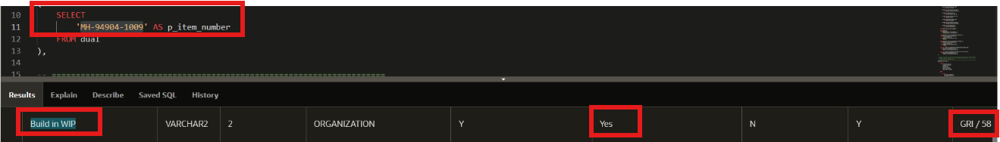 10 SELECT
11 'MH-94904-1009' AS p_item_number
12 FROM dual
13 ),
14
15 -- ======================================================================
Results Explain Describe Saved SQL History
Build in WIP VARCHAR2 2 ORGANIZATION Y Yes N Y GRI / 58